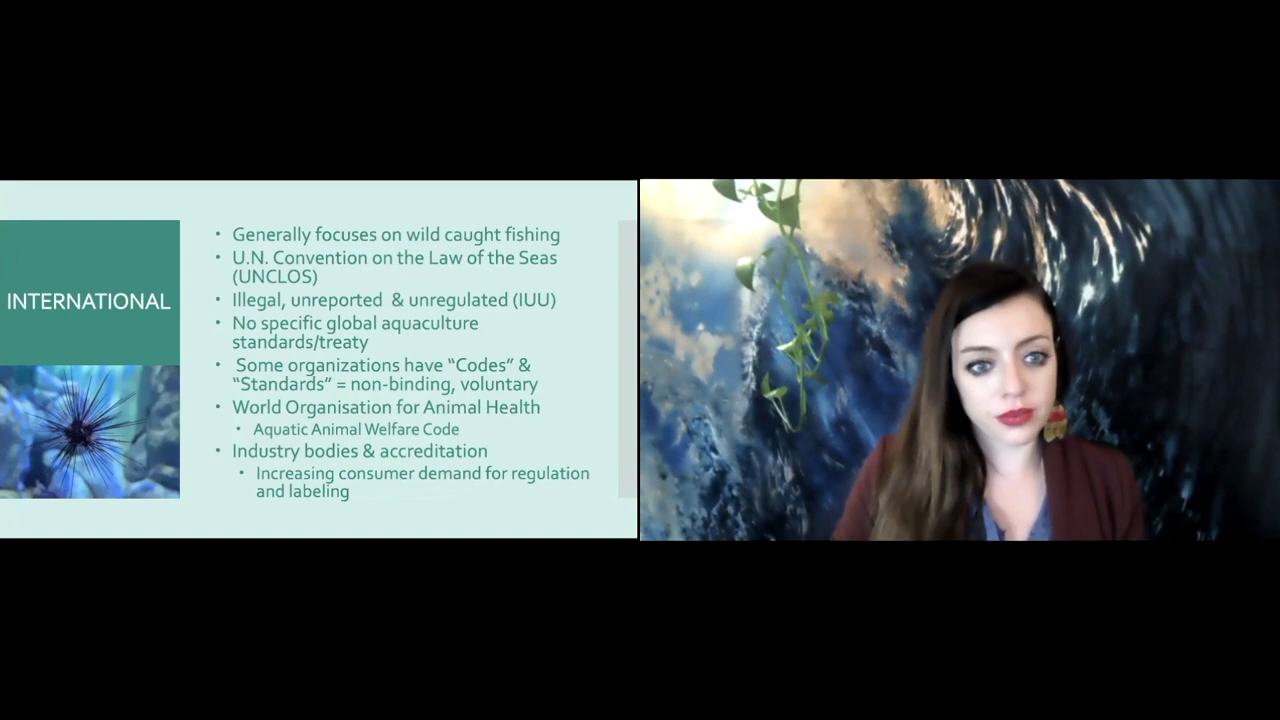 INTERNATIONAL
• Generally focuses on wild caught fishing
• U.N. Convention on the Law of the Seas
(UNCLOS)
• Illegal, unreported & unregulated (IUU)
• No specific global aquaculture
standards/treaty
• Some organizations have “Codes” &
“Standards” = non-binding, voluntary
• World Organisation for Animal Health
• Aquatic Animal Welfare Code
• Industry bodies & accreditation
• Increasing consumer demand for regulation
and labeling